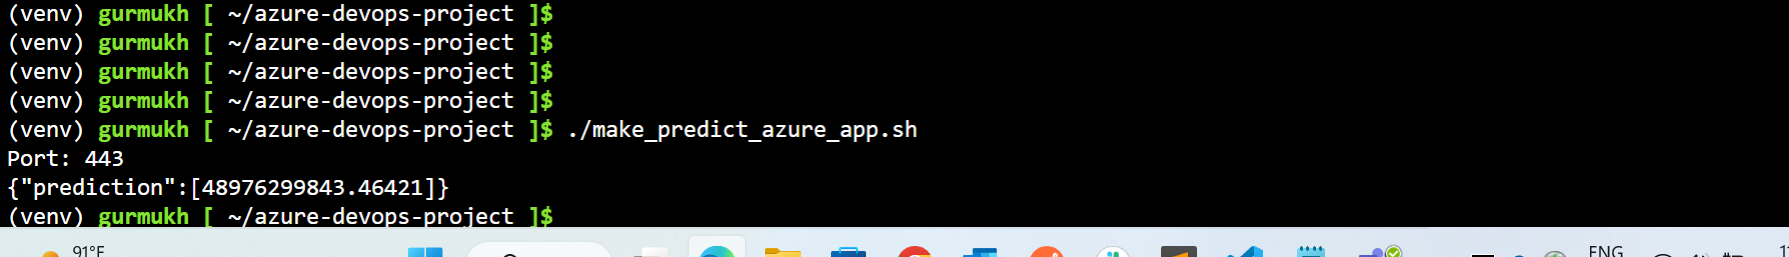 (venv) gurmukh [ ~/azure-devops-project ]$
(venv) gurmukh [ ~/azure-devops-project ]$
(venv) gurmukh [ ~/azure-devops-project ]$
(venv) gurmukh [ ~/azure-devops-project ]$
(venv) gurmukh [ ~/azure-devops-project ]$ ./make_predict_azure_app.sh
Port: 443
{"prediction":[48976299843.46421]}
(venv) gurmukh [ ~/azure-devops-project ]$
91°F
ENG